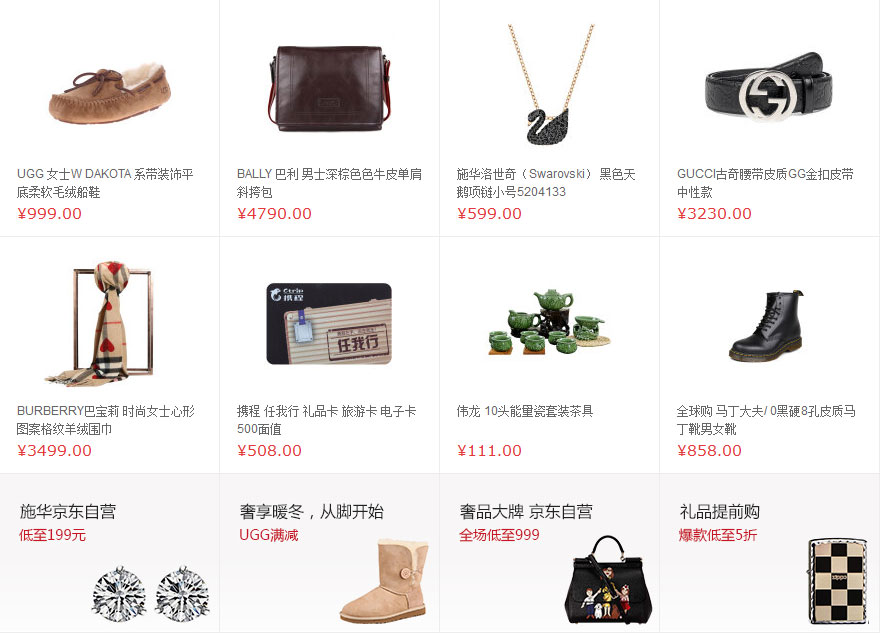 UGG 女士W DAKOTA 系带装饰平
底柔软毛绒船鞋
¥999.00
BALLY 巴利 男士深棕色色牛皮单肩
斜挎包
¥4790.00
施华洛世奇（Swarovski） 黑色天
鹅项链小号5204133
¥599.00
GUCCI古奇腰带皮质GG金扣皮带
中性款
¥3230.00
Ctrip
携程
任我行
BURBERRY巴宝莉 时尚女士心形
图案格纹羊绒围巾
¥3499.00
携程 任我行 礼品卡 旅游卡 电子卡
500面值
¥508.00
伟龙 10头能量瓷套装茶具
¥111.00
全球购 马丁大夫/ 0黑硬8孔皮质马
丁靴男女靴
¥858.00
施华京东自营
低至199元
奢享暖冬，从脚开始
UGG满减
奢品大牌 京东自营
全场低至999
礼品提前购
爆款低至5折
zippo